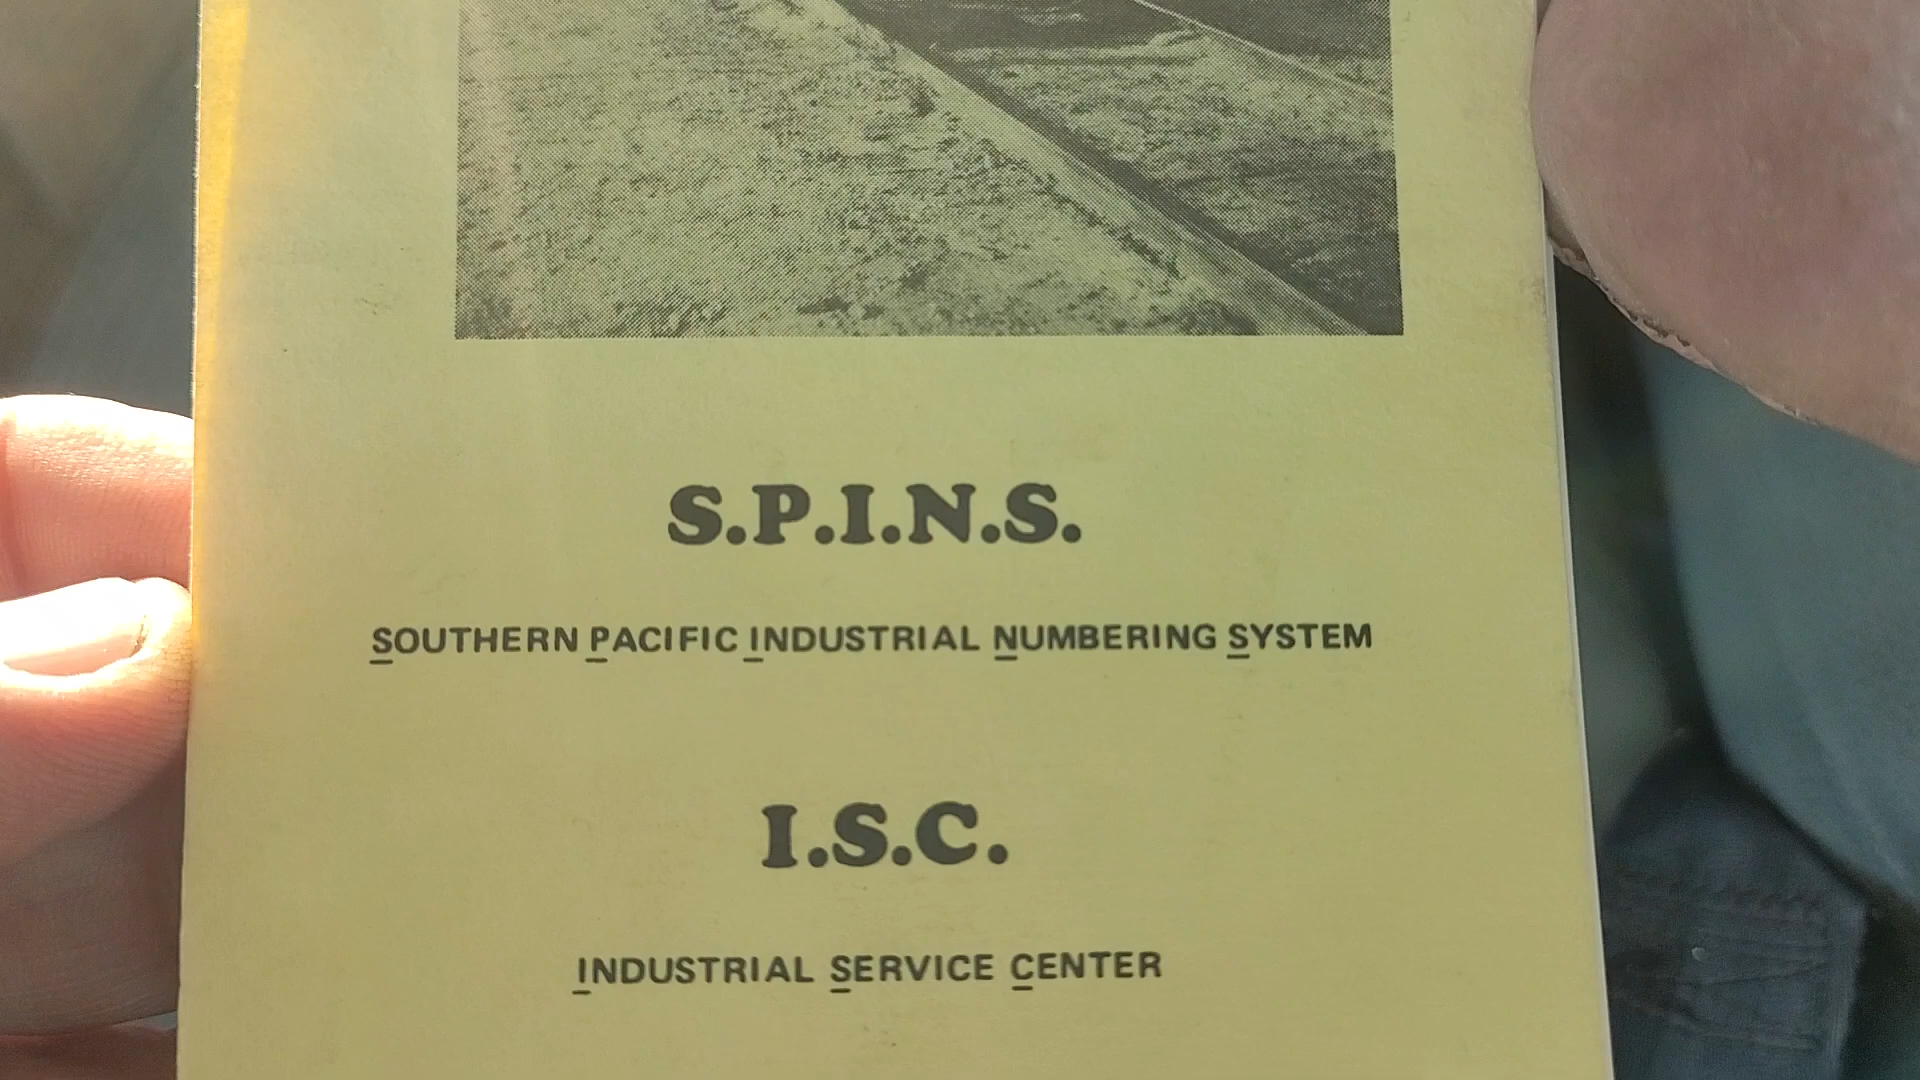 S.P.I.N.S.
SOUTHERN PACIFIC INDUSTRIAL NUMBERING SYSTEM
I.S.C.
INDUSTRIAL SERVICE CENTER